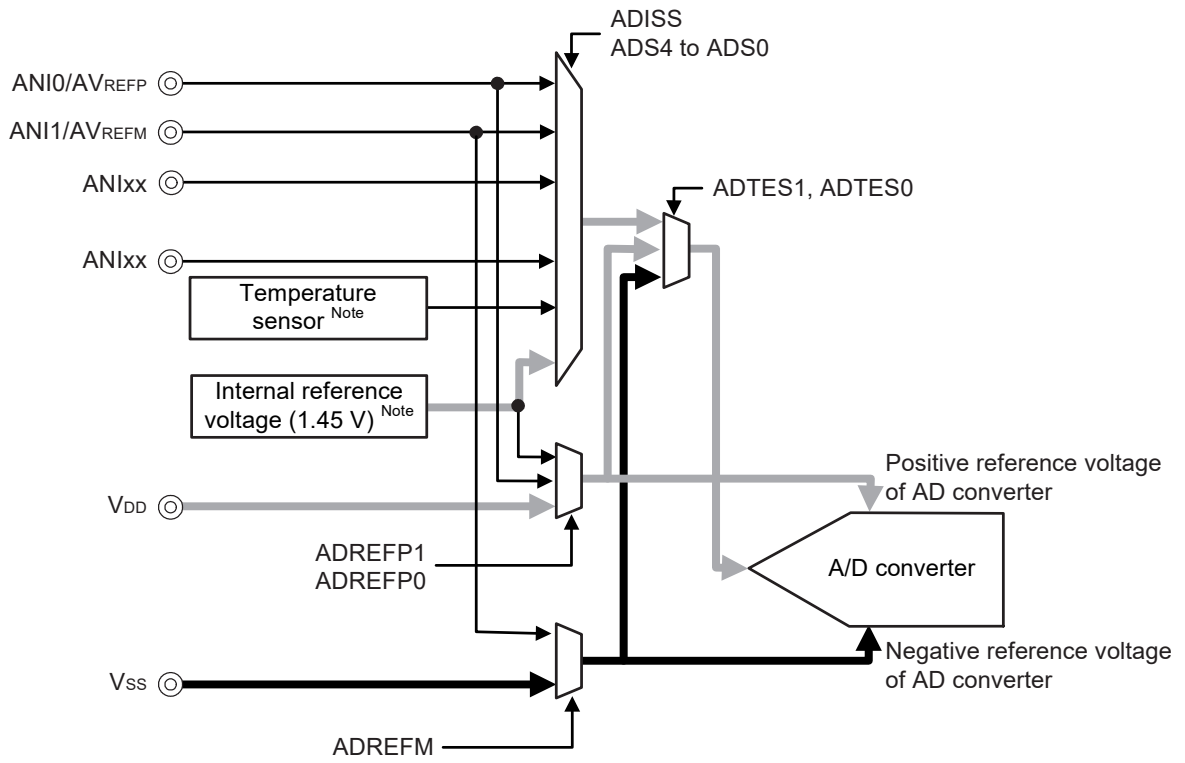 ADISS
ADS4 to ADS0
ANI0/AVREFP
ANI1/AVREFM
ANIxx
ADTES1, ADTES0
ANIxx
Temperature
sensor Note
Internal reference
voltage (1.45 V) Note
Positive reference voltage
of AD converter
VDD
ADREFP1
ADREFP0
A/D converter
Negative reference voltage
of AD converter
VSS
ADREFM